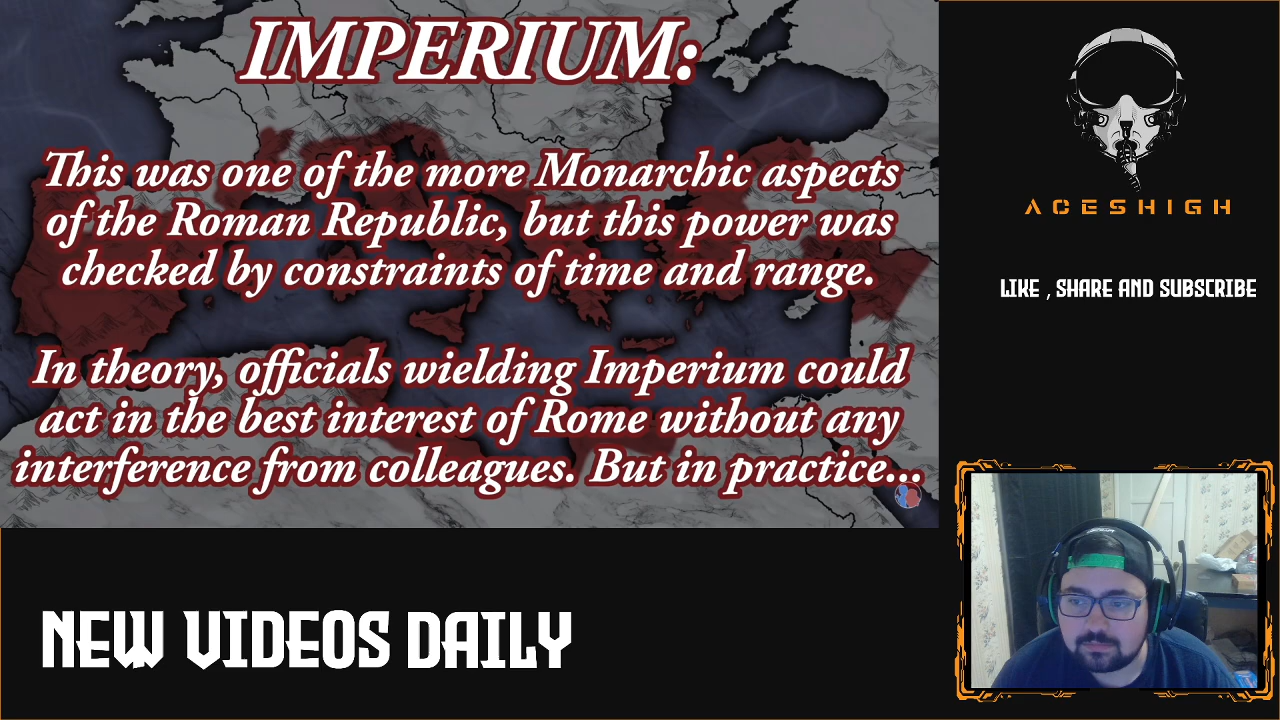 IMPERIUM:
This was one of the more Monarchic aspects
of the Roman Republic, but this power was
checked by constraints of time and range.
In theory, officials wielding Imperium could
act in the best interest of Rome without any
interference from colleagues. But in practice...
ACESHIGH
LIKE , SHARE AND SUBSCRIBE
NEW VIDEOS DAILY